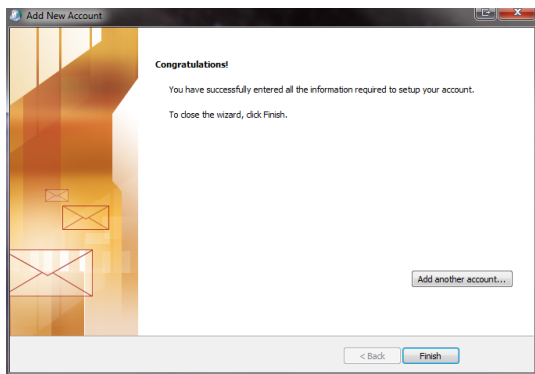 Add New Account
Congratulations!
You have successfully entered all the information required to setup your account.
To close the wizard, click Finish.
Add another account...
< Back
Finish